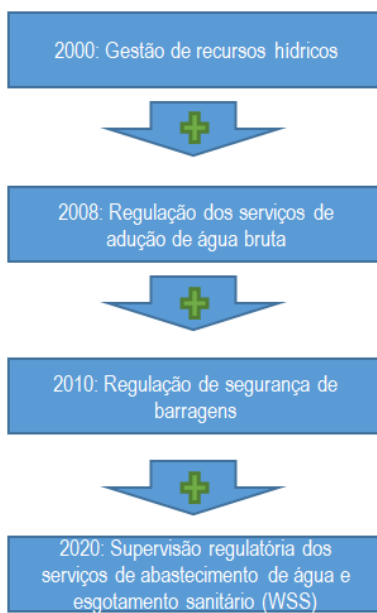 2000: Gestão de recursos hídricos
2008: Regulação dos serviços de
adução de água bruta
2010: Regulação de segurança de
barragens
2020: Supervisão regulatória dos
serviços de abastecimento de água e
esgotamento sanitário (WSS)